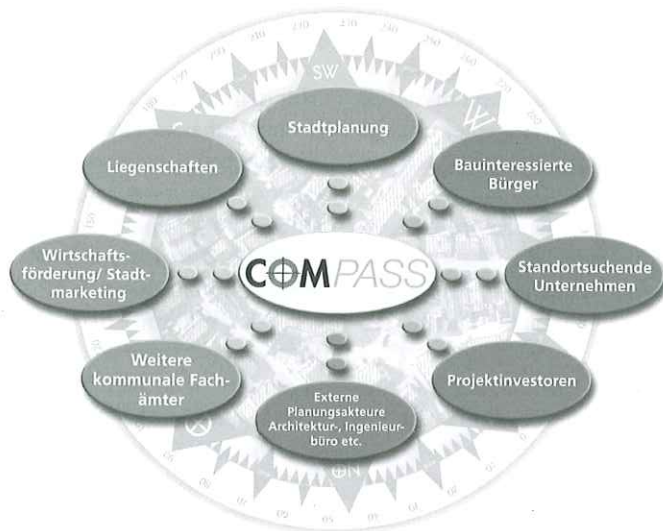 Stadtplanung
Liegenschaften
Bauinteressierte
Bürger
Wirtschafts-
förderung/ Stadt-
marketing
COMPASS
Standortsuchende
Unternehmen
Weitere
kommunale Fach-
ämter
Projektinvestoren
Externe
Planungsakteure
Architektur-, Ingenieur-
büro etc.
SW
W